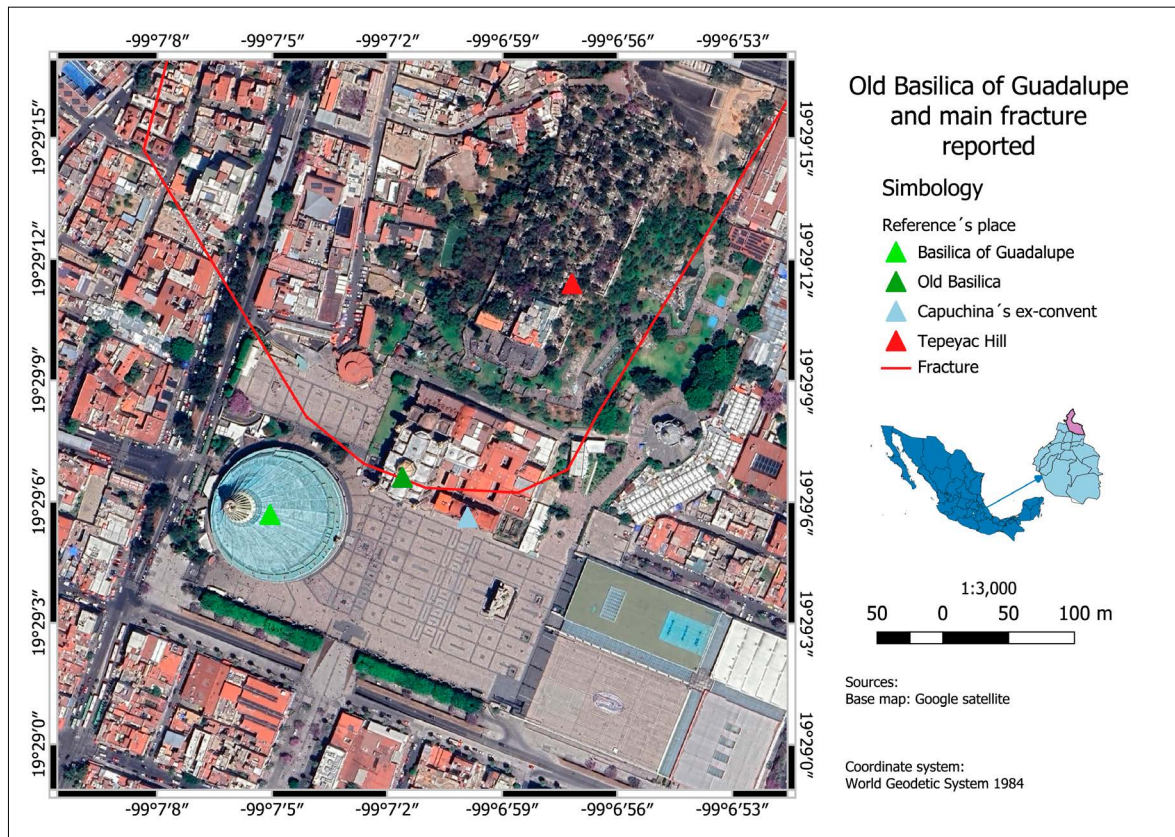 -99°7'8" -99°7'5" -99°7'2" -99°6'59" -99°6'56" -99°6'53"
19°29'15"
19°29'12"
19°29'9"
19°29'6"
19°29'3"
19°29'0"
19°29'15"
19°29'12"
19°29'9"
19°29'6"
19°29'3"
19°29'0"
-99°7'8" -99°7'5" -99°7'2" -99°6'59" -99°6'56" -99°6'53"
Old Basilica of Guadalupe
and main fracture
reported
Simbology
Reference´s place
Basilica of Guadalupe
Old Basilica
Capuchina´s ex-convent
Tepeyac Hill
Fracture
1:3,000
50 0 50 100 m
Sources:
Base map: Google satellite
Coordinate system:
World Geodetic System 1984